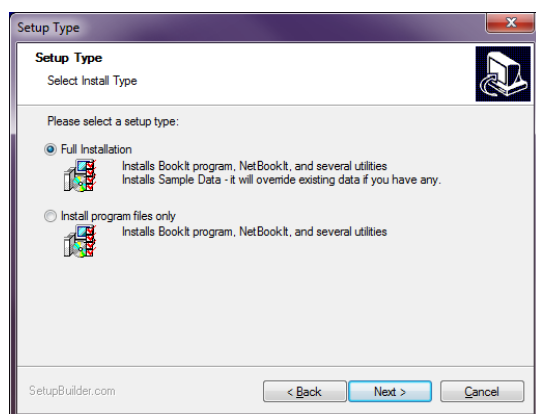 Setup Type
Setup Type
Select Install Type
Please select a setup type:
Full Installation
Installs BookIt program, NetBookIt, and several utilities
Installs Sample Data - it will override existing data if you have any.
Install program files only
Installs BookIt program, NetBookIt, and several utilities
SetupBuilder.com
< Back
Next >
Cancel